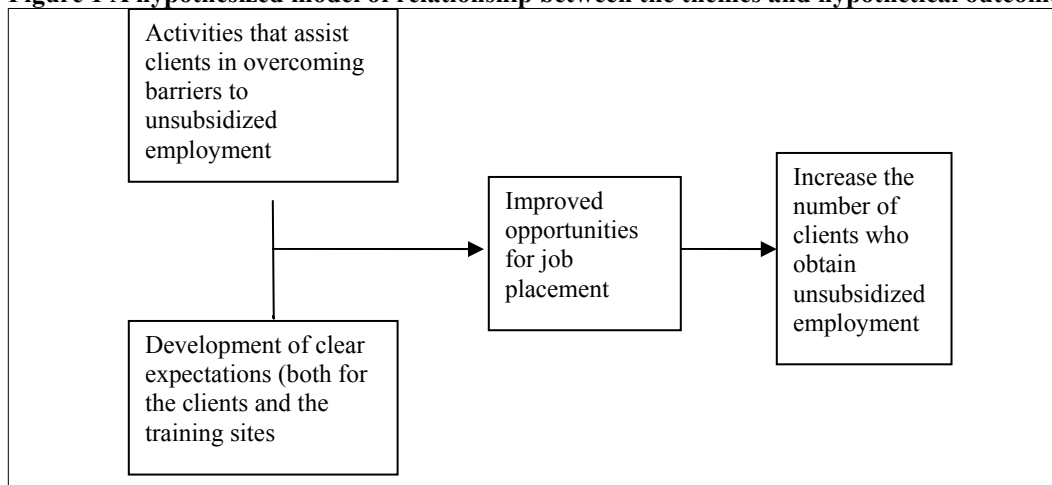 Figure 1 A hypothesized model of relationship between the themes and hypothetical
Activities that assist
clients in overcoming
barriers to
unsubsidized
employment
Development of clear
expectations (both for
the clients and the
training sites
Improved
opportunities
for job
placement
Increase the
number of
clients who
obtain
unsubsidized
employment